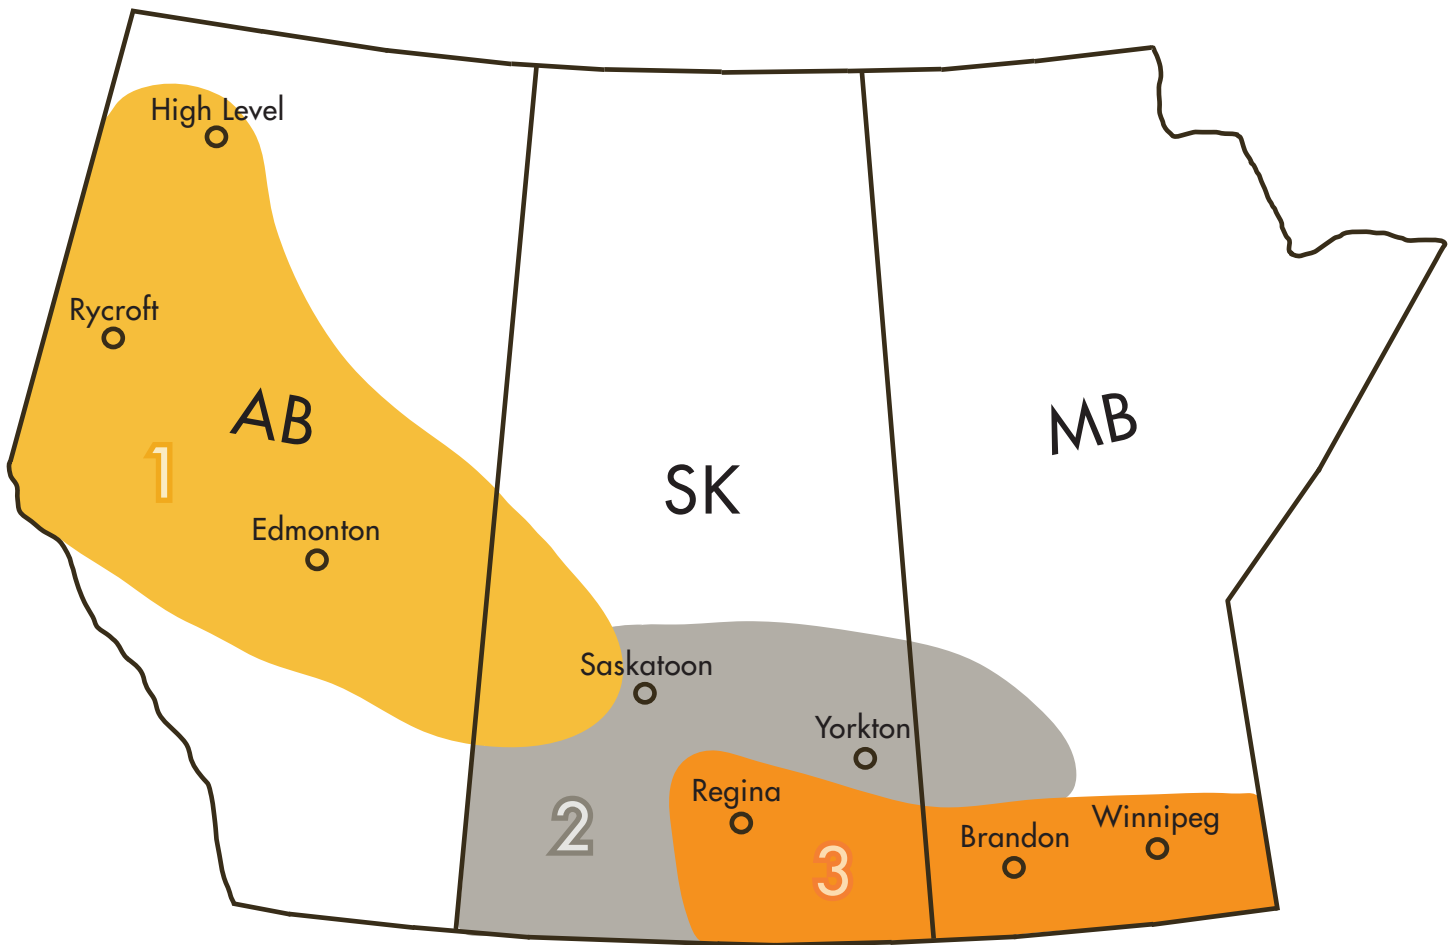 High Level
Rycroft
AB
MB
1
SK
Edmonton
Saskatoon
Yorkton
Regina
2
Winnipeg
Brandon
3